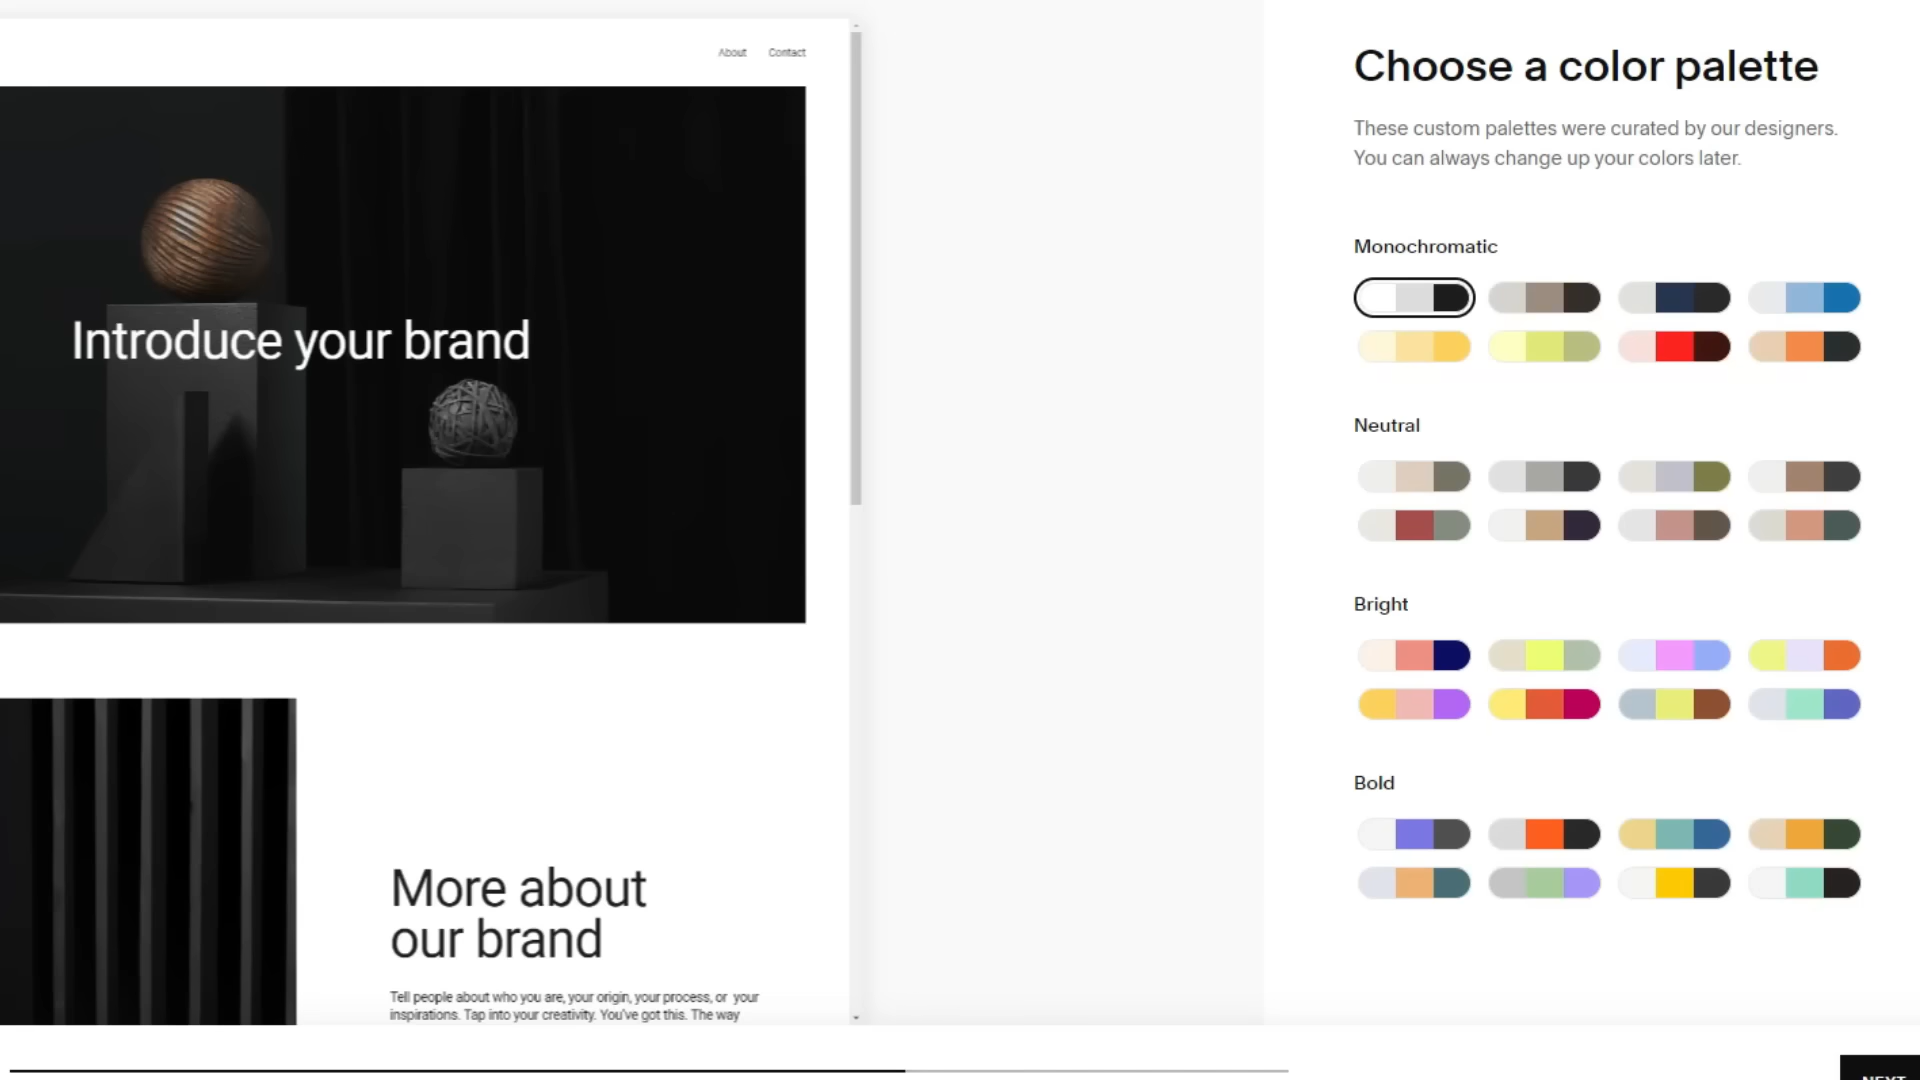 About Contact
Introduce your brand
More about
our brand
Tell people about who you are, your origin, your process, or your
inspirations. Tap into your creativity. You've got this. The way
Choose a color palette
These custom palettes were curated by our designers.
You can always change up your colors later.
Monochromatic
Neutral
Bright
Bold
NEXT